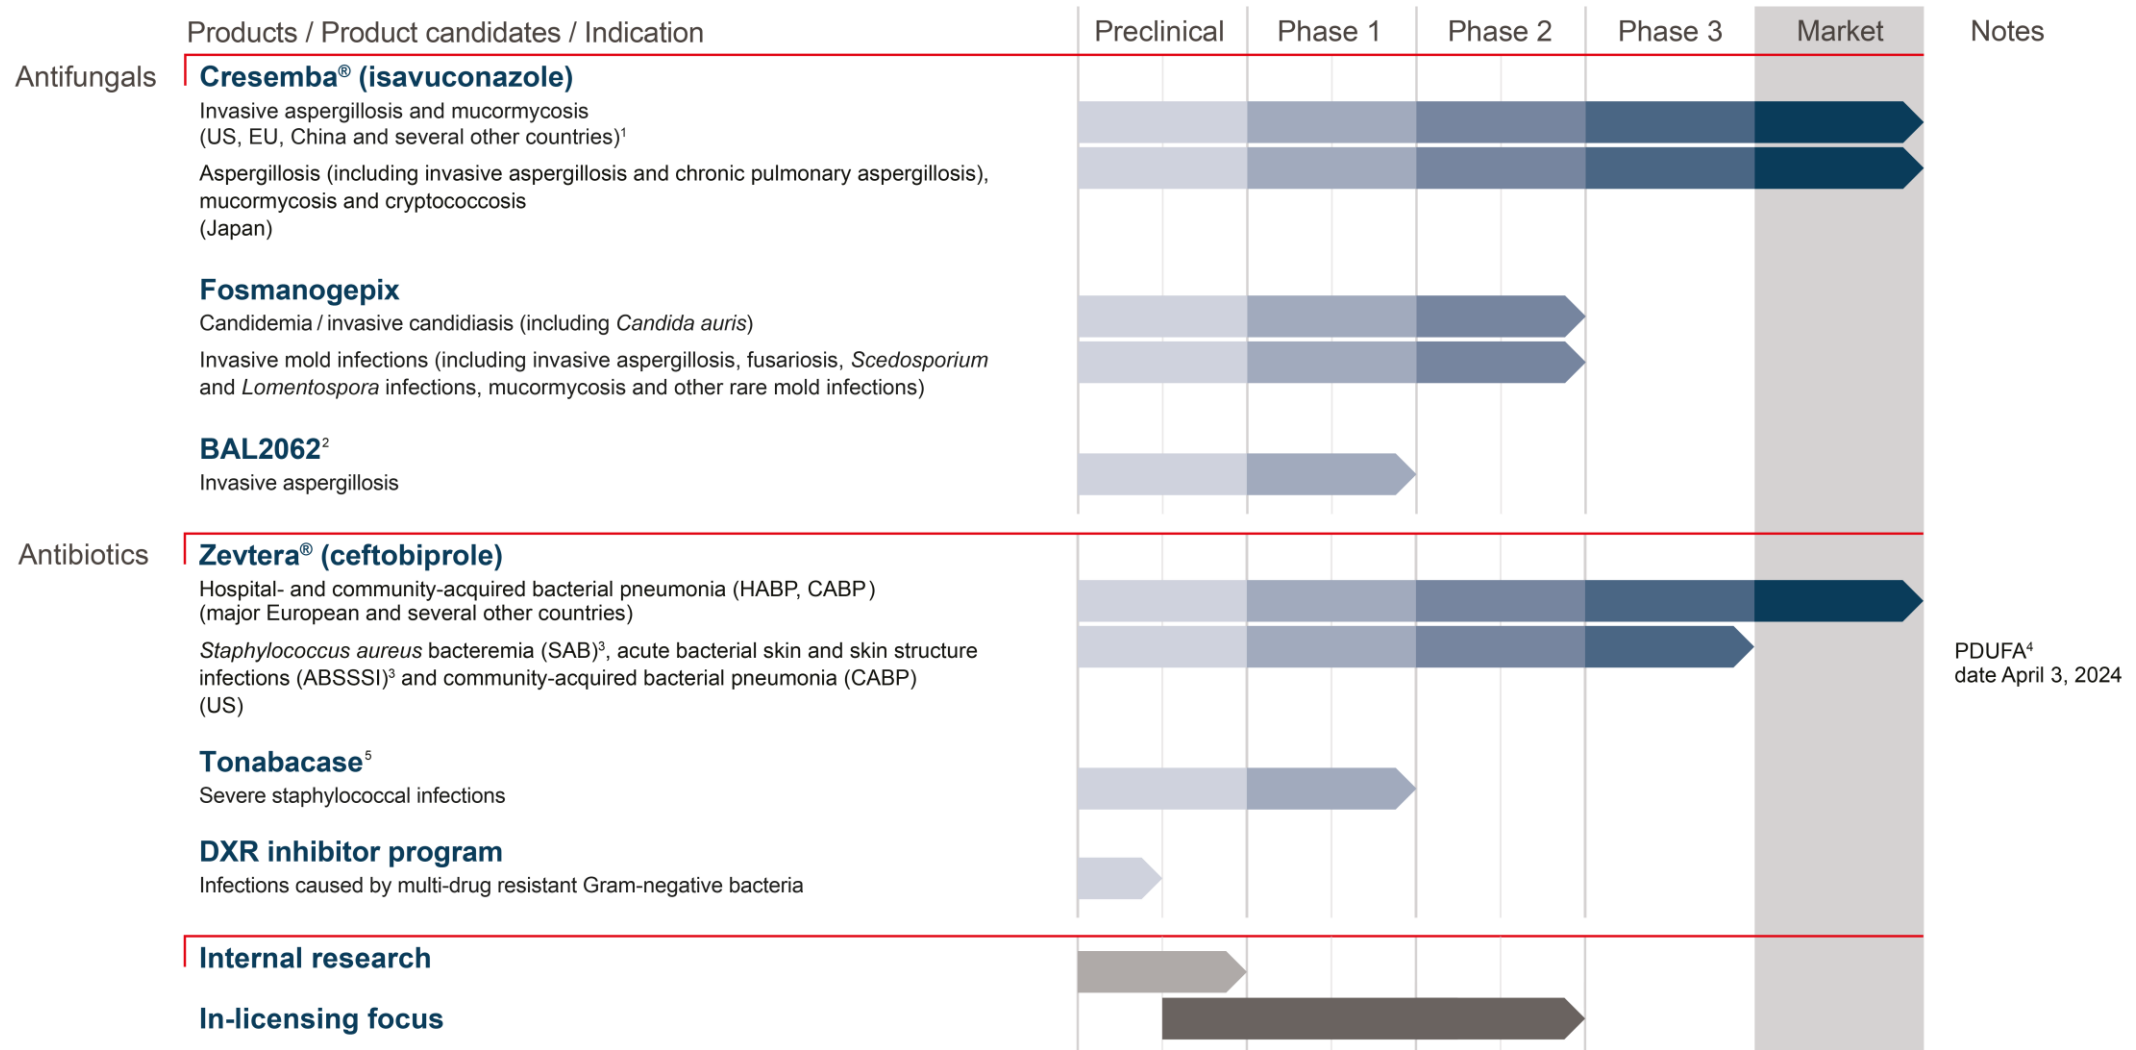 Products / Product candidates / Indication
Preclinical
Phase 1
Phase 2
Phase 3
Market
Notes
Antifungals
Cresemba® (isavuconazole)
Invasive aspergillosis and mucormycosis
(US, EU, China and several other countries)¹
Aspergillosis (including invasive aspergillosis and chronic pulmonary aspergillosis),
mucormycosis and cryptococcosis
(Japan)
Fosmanogepix
Candidemia / invasive candidiasis (including Candida auris)
Invasive mold infections (including invasive aspergillosis, fusariosis, Scedosporium
and Lomentospora infections, mucormycosis and other rare mold infections)
BAL2062²
Invasive aspergillosis
Antibiotics
Zevtera® (ceftobiprole)
Hospital- and community-acquired bacterial pneumonia (HABP, CABP)
(major European and several other countries)
Staphylococcus aureus bacteremia (SAB)³, acute bacterial skin and skin structure
infections (ABSSSI)³ and community-acquired bacterial pneumonia (CABP)
(US)
PDUFA⁴
date April 3, 2024
Tonabacase⁵
Severe staphylococcal infections
DXR inhibitor program
Infections caused by multi-drug resistant Gram-negative bacteria
Internal research
In-licensing focus